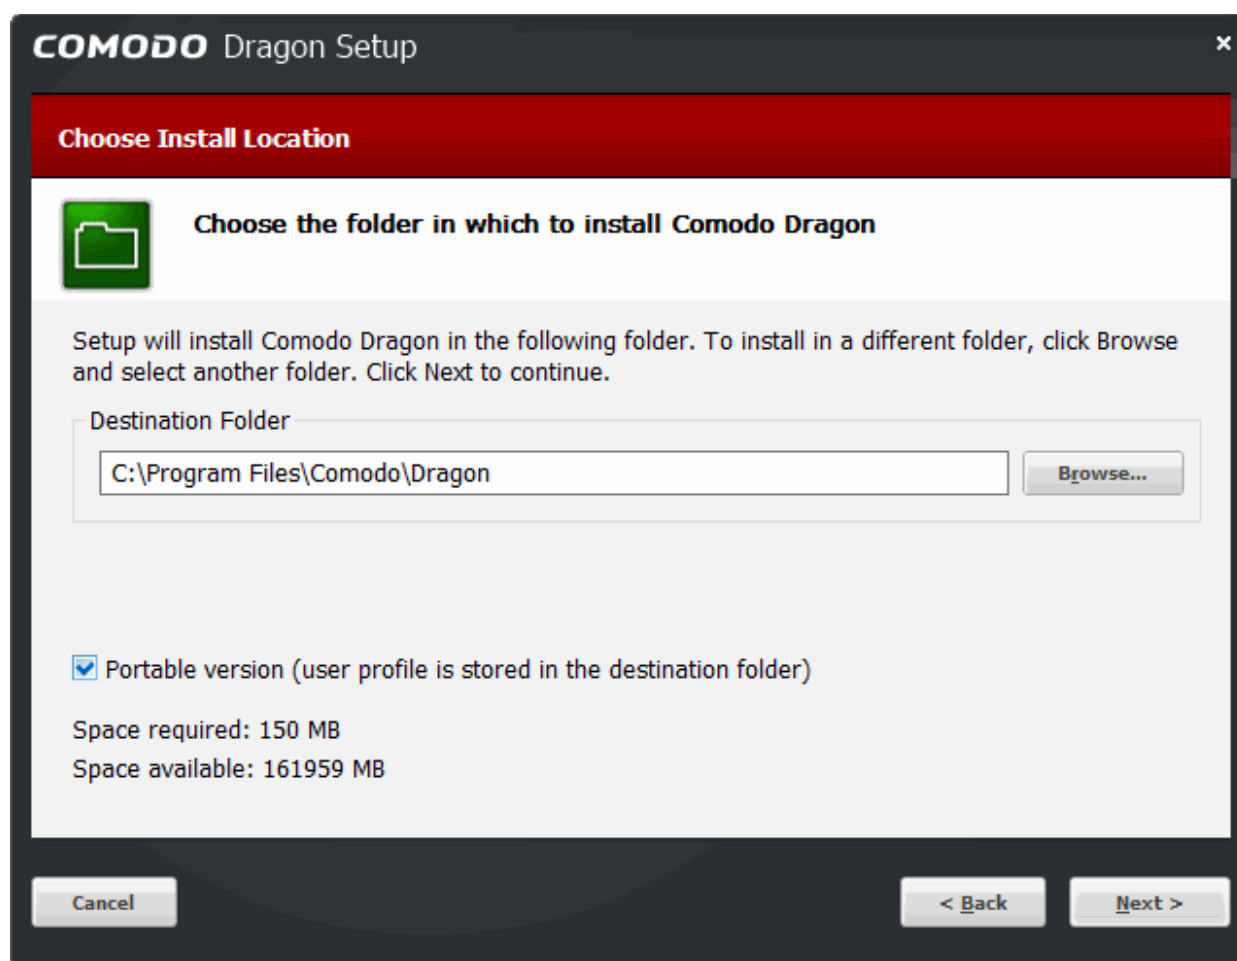 COMODO Dragon Setup
Choose Install Location
Choose the folder in which to install Comodo Dragon
Setup will install Comodo Dragon in the following folder. To install in a different folder, click Browse
and select another folder. Click Next to continue.
Destination Folder
C:\Program Files\Comodo\Dragon
Browse...
Portable version (user profile is stored in the destination folder)
Space required: 150 MB
Space available: 161959 MB
Cancel
< Back
Next >